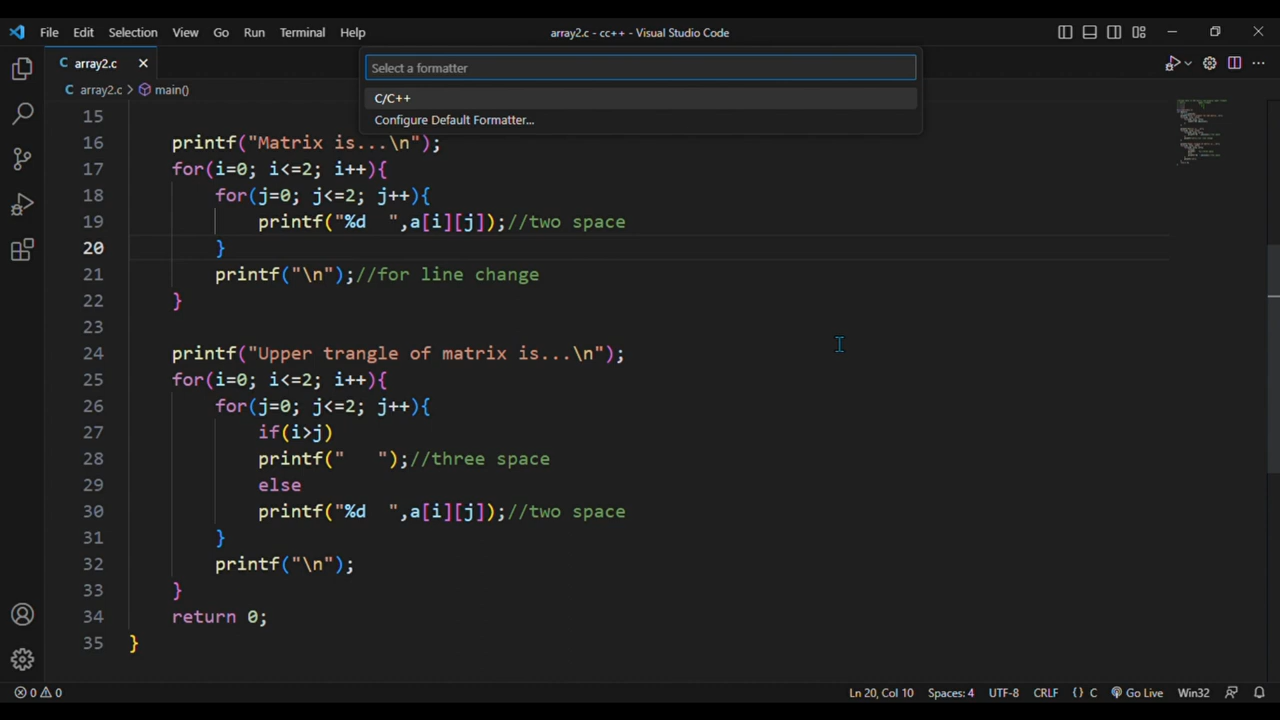 File Edit Selection View Go Run Terminal Help array2.c - cc++ - Visual Studio Code
C array2.c
Select a formatter
C array2.c > main()
C/C++
Configure Default Formatter...
15
16 printf("Matrix is...\n");
17 for(i=0; i<=2; i++){
18 for(j=0; j<=2; j++){
19 printf("%d  ",a[i][j]);//two space
20 }
21 printf("\n");//for line change
22 }
23
24 printf("Upper trangle of matrix is...\n");
25 for(i=0; i<=2; i++){
26 for(j=0; j<=2; j++){
27 if(i>j)
28 printf("   ");//three space
29 else
30 printf("%d  ",a[i][j]);//two space
31 }
32 printf("\n");
33 }
34 return 0;
35 }
0 0 Ln 20, Col 10 Spaces: 4 UTF-8 CRLF {} C Go Live Win32